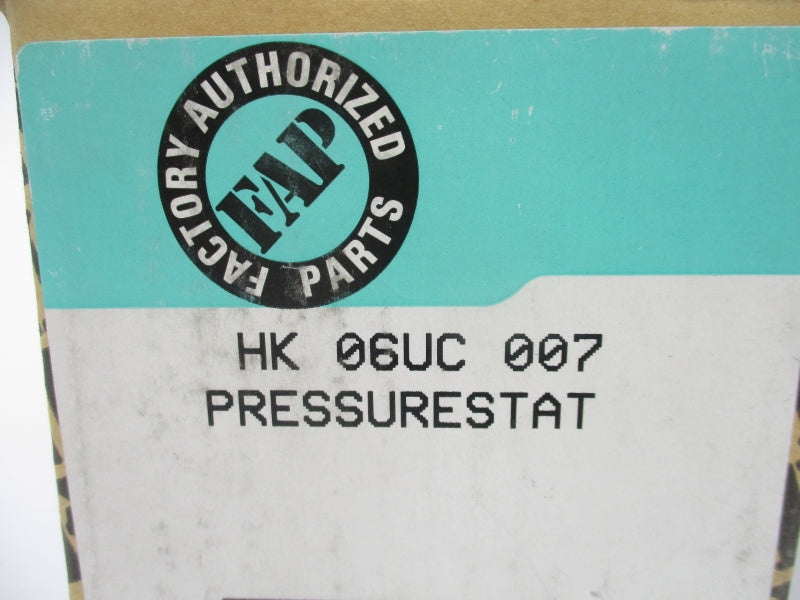 FACTORY AUTHORIZED PARTS
FAP
HK 06UC 007
PRESSURESTAT